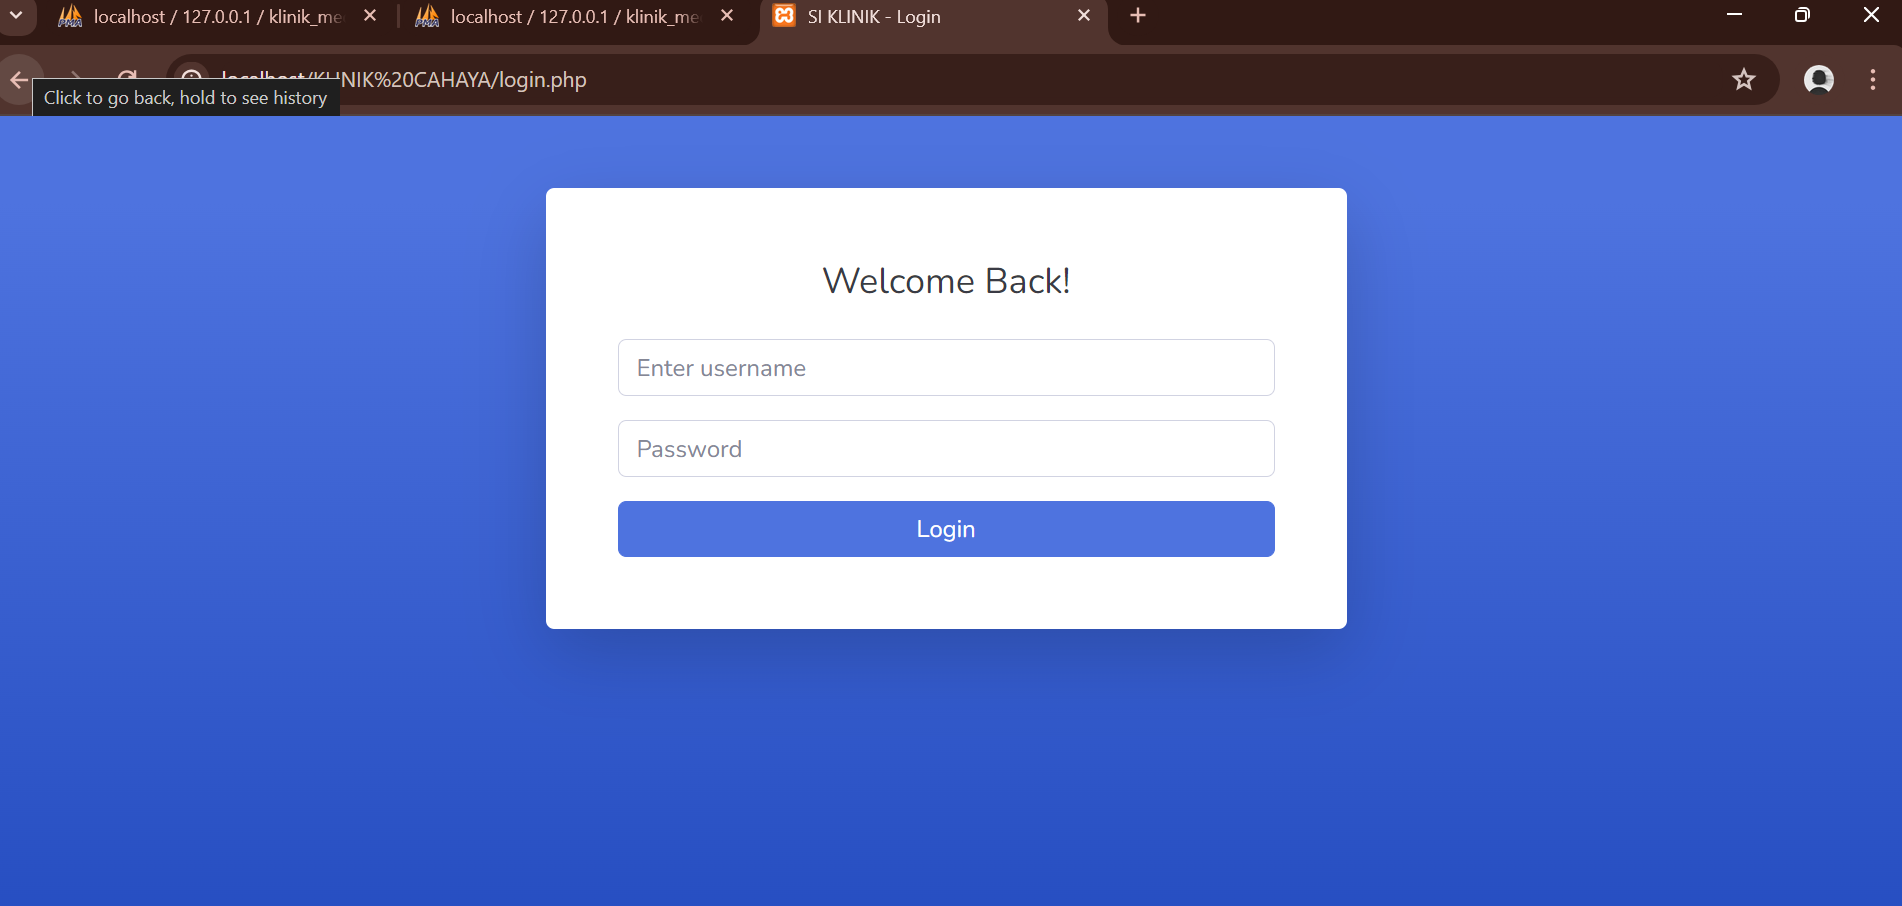 localhost / 127.0.0.1 / klinik_me
localhost / 127.0.0.1 / klinik_me
SI KLINIK - Login
NIK%20CAHAYA/login.php
Click to go back, hold to see history
Welcome Back!
Enter username
Password
Login